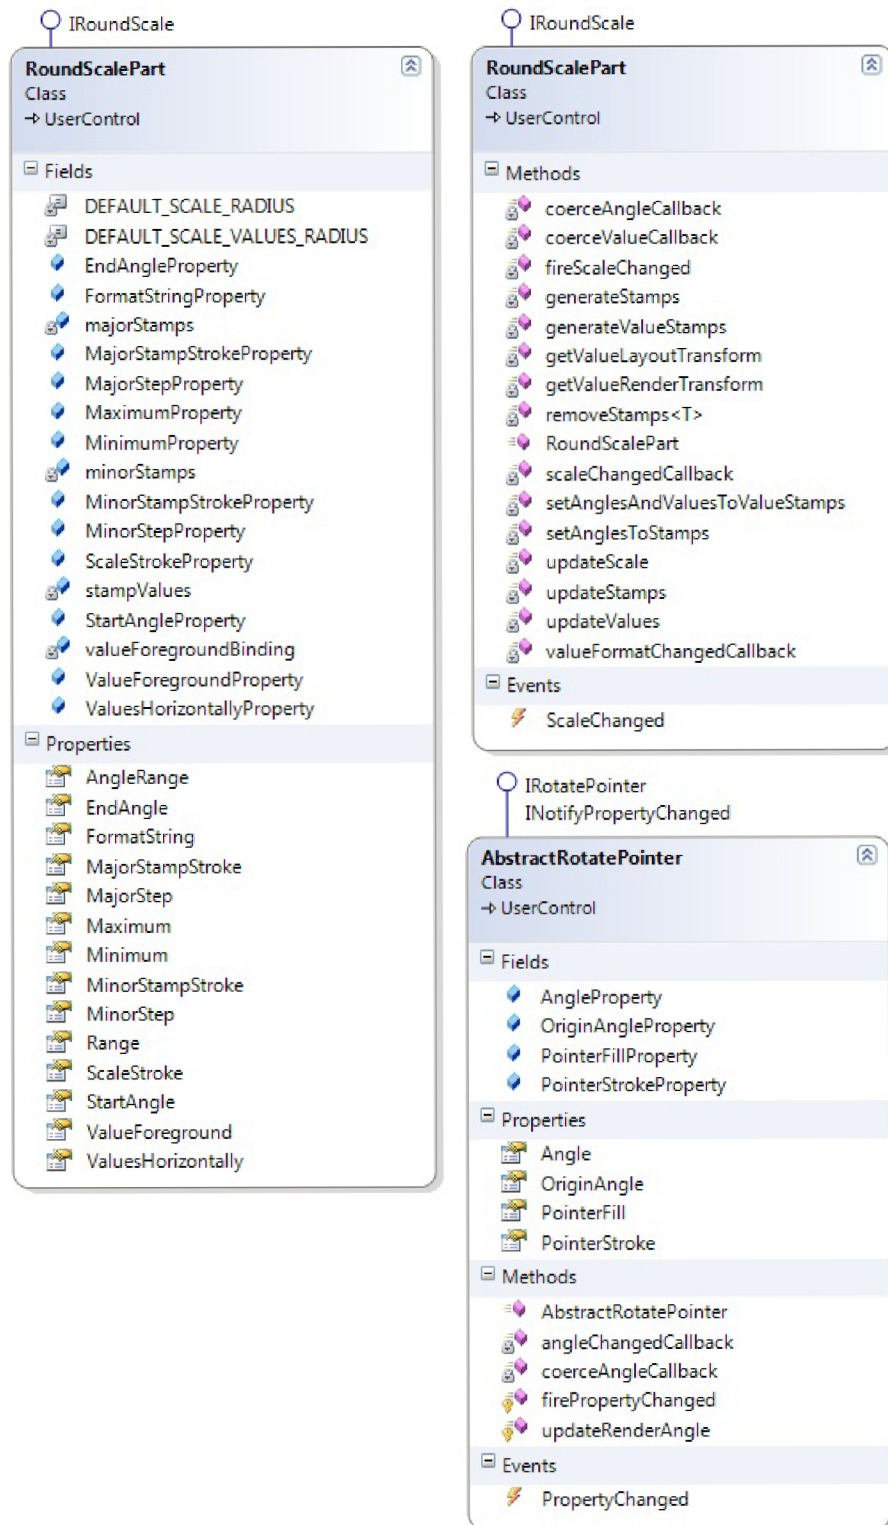 IRoundScale
RoundScalePart
Class
UserControl
Fields
DEFAULT_SCALE_RADIUS
DEFAULT_SCALE_VALUES_RADIUS
EndAngleProperty
FormatStringProperty
majorStamps
MajorStampStrokeProperty
MajorStepProperty
MaximumProperty
MinimumProperty
minorStamps
MinorStampStrokeProperty
MinorStepProperty
ScaleStrokeProperty
stampValues
StartAngleProperty
valueForegroundBinding
ValueForegroundProperty
ValuesHorizontallyProperty
Properties
AngleRange
EndAngle
FormatString
MajorStampStroke
MajorStep
Maximum
Minimum
MinorStampStroke
MinorStep
Range
ScaleStroke
StartAngle
ValueForeground
ValuesHorizontally
IRoundScale
RoundScalePart
Class
UserControl
Methods
coerceAngleCallback
coerceValueCallback
fireScaleChanged
generateStamps
generateValueStamps
getValueLayoutTransform
getValueRenderTransform
removeStamps<T>
RoundScalePart
scaleChangedCallback
setAnglesAndValuesToValueStamps
setAnglesToStamps
updateScale
updateStamps
updateValues
valueFormatChangedCallback
Events
ScaleChanged
IRotatePointer
INotifyPropertyChanged
AbstractRotatePointer
Class
UserControl
Fields
AngleProperty
OriginAngleProperty
PointerFillProperty
PointerStrokeProperty
Properties
Angle
OriginAngle
PointerFill
PointerStroke
Methods
AbstractRotatePointer
angleChangedCallback
coerceAngleCallback
firePropertyChanged
updateRenderAngle
Events
PropertyChanged